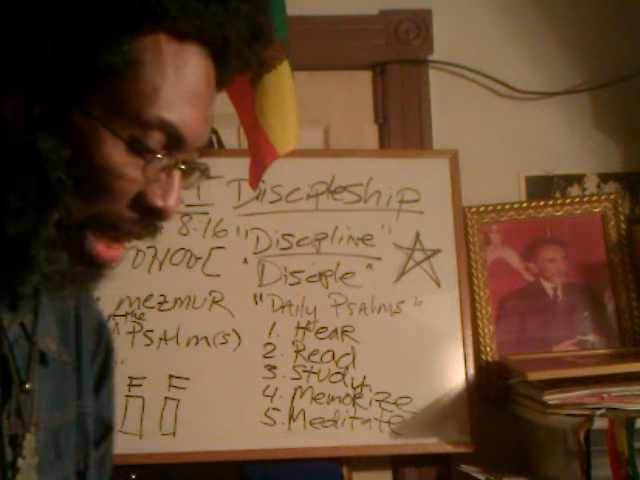 Discipleship
8:16 "Discipline"
"Disciple"
mezmuR "DAily PsAlms"
the
PsAlm(s) 1. Hear
2. Read
3. Study
4. Memorize
5. Meditate
F F